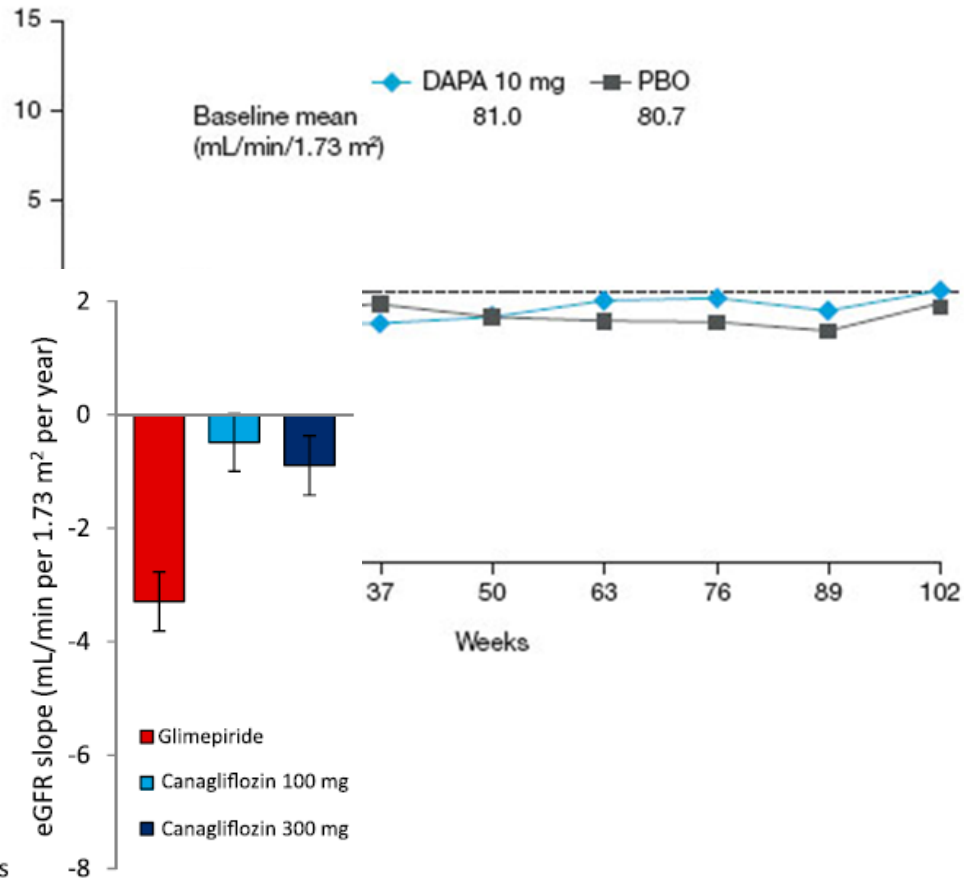 15
DAPA 10 mg PBO
10
Baseline mean 81.0 80.7
(mL/min/1.73 m²)
5
eGFR slope (mL/min per 1.73 m² per year)
2
0
-2
-4
-6
-8
37 50 63 76 89 102
Weeks
Glimepiride
Canagliflozin 100 mg
Canagliflozin 300 mg
s